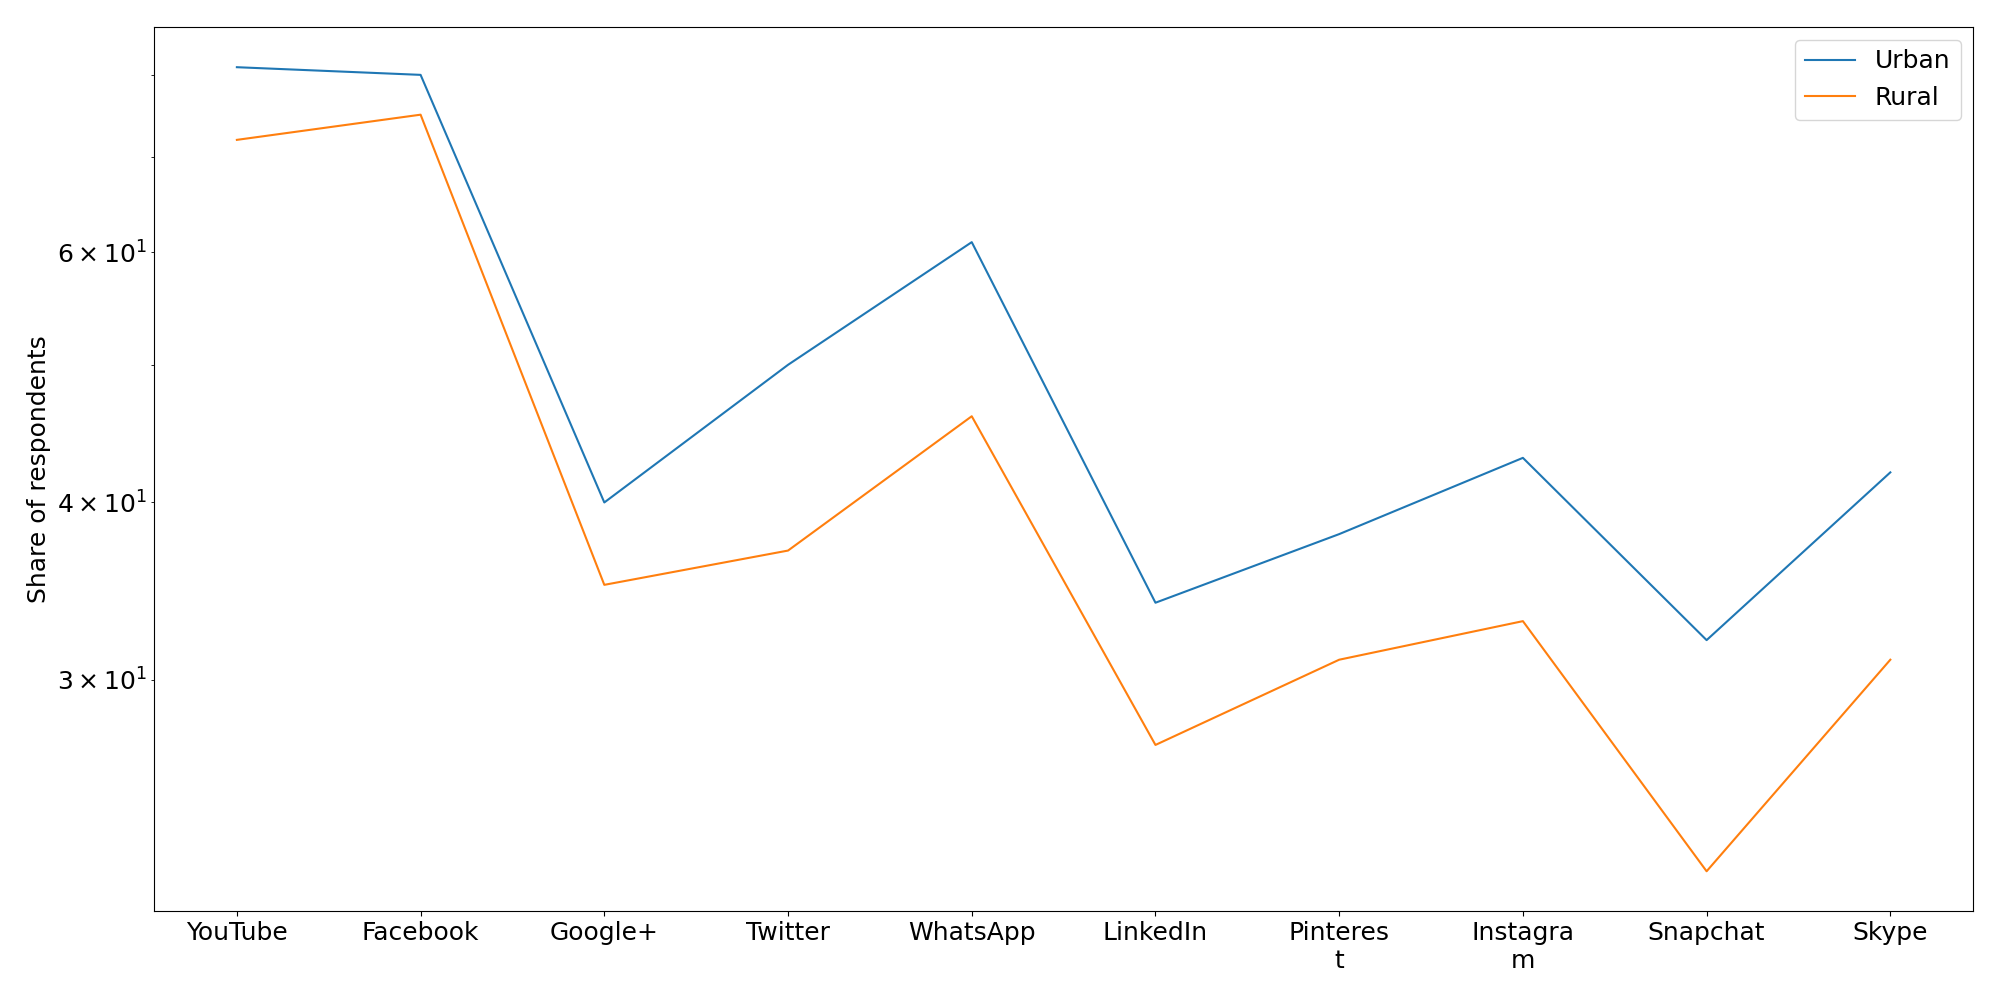 Urban
Rural
Share of respondents
6 × 10¹
4 × 10¹
3 × 10¹
YouTube
Facebook
Google+
Twitter
WhatsApp
LinkedIn
Pinteres
t
Instagra
m
Snapchat
Skype